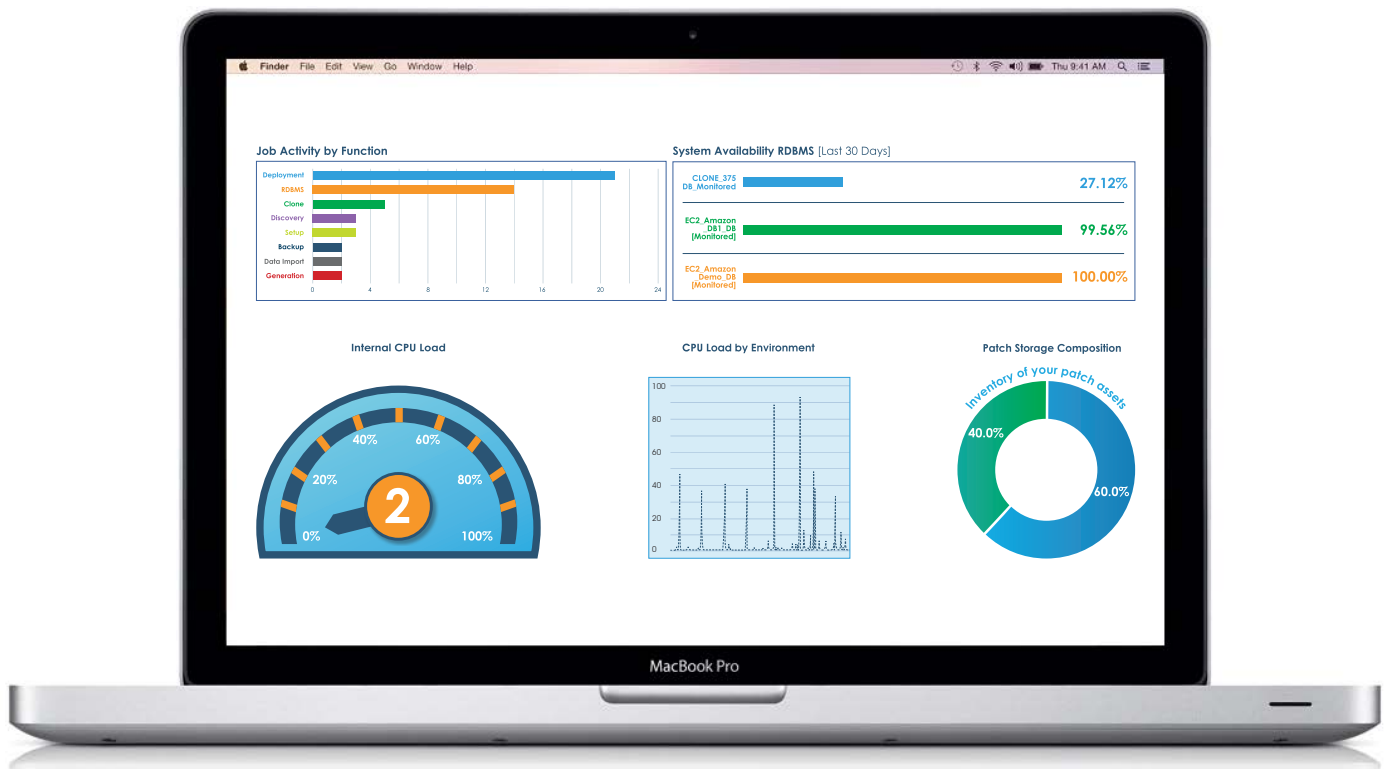 Finder File Edit View Go Window Help
Thu 9:41 AM
Job Activity by Function
Deployment
RDBMS
Clone
Discovery
Setup
Backup
Data Import
Generation
0 4 8 12 16 20 24
System Availability RDBMS [Last 30 Days]
CLONE_375
DB_Monitored
27.12%
EC2_Amazon
_DB1_DB
[Monitored]
99.56%
EC2_Amazon
_Demo_DB
[Monitored]
100.00%
Internal CPU Load
0%
20%
40%
60%
80%
100%
2
CPU Load by Environment
100
80
60
40
20
0
Patch Storage Composition
Inventory of your patch assets
40.0%
60.0%
MacBook Pro